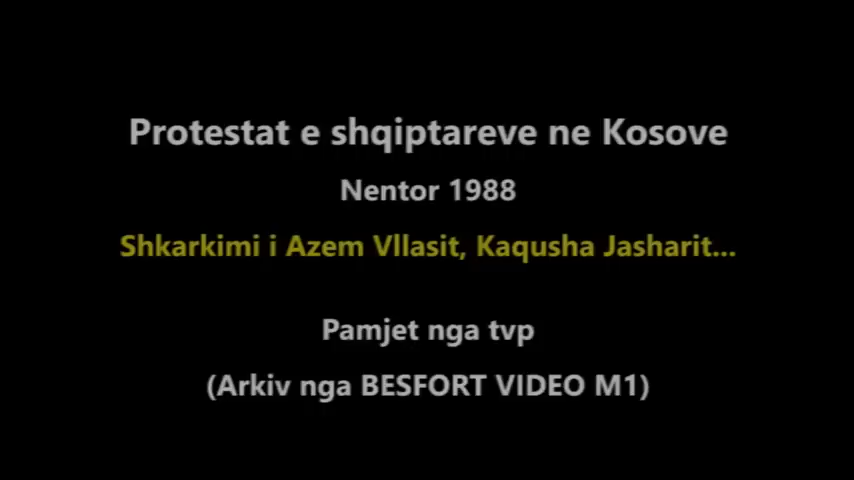 Protestat e shqiptareve ne Kosove
Nentor 1988
Shkarkimi i Azem Vllasit, Kaqusha Jasharit...
Pamjet nga tvp
(Arkiv nga BESFORT VIDEO M1)